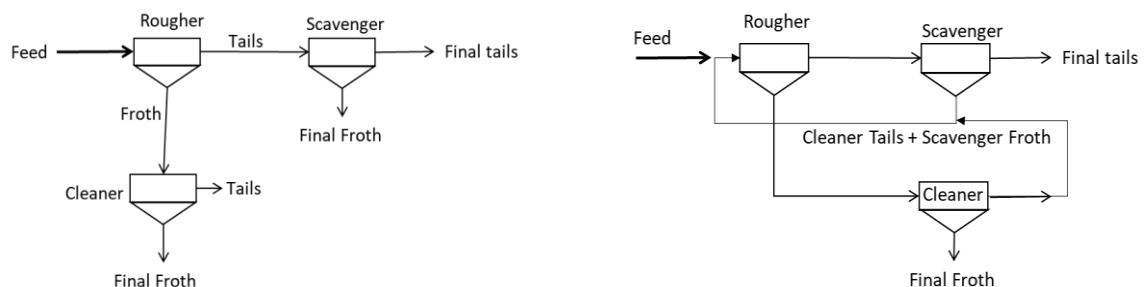 Rougher
Scavenger
Feed
Tails
Final tails
Froth
Final Froth
Cleaner
Tails
Final Froth
Rougher
Scavenger
Feed
Final tails
Cleaner Tails + Scavenger Froth
Cleaner
Final Froth